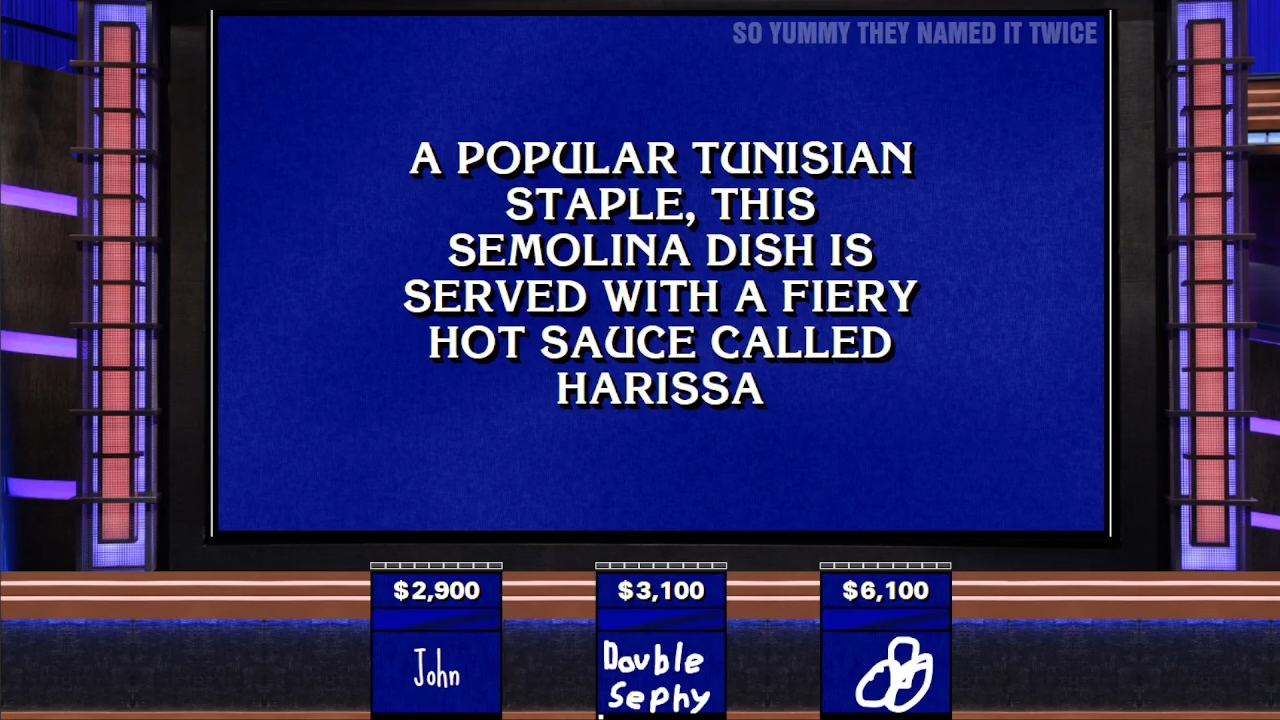 SO YUMMY THEY NAMED IT TWICE
A POPULAR TUNISIAN
STAPLE, THIS
SEMOLINA DISH IS
SERVED WITH A FIERY
HOT SAUCE CALLED
HARISSA
$2,900
$3,100
$6,100
John
Double
Sephy